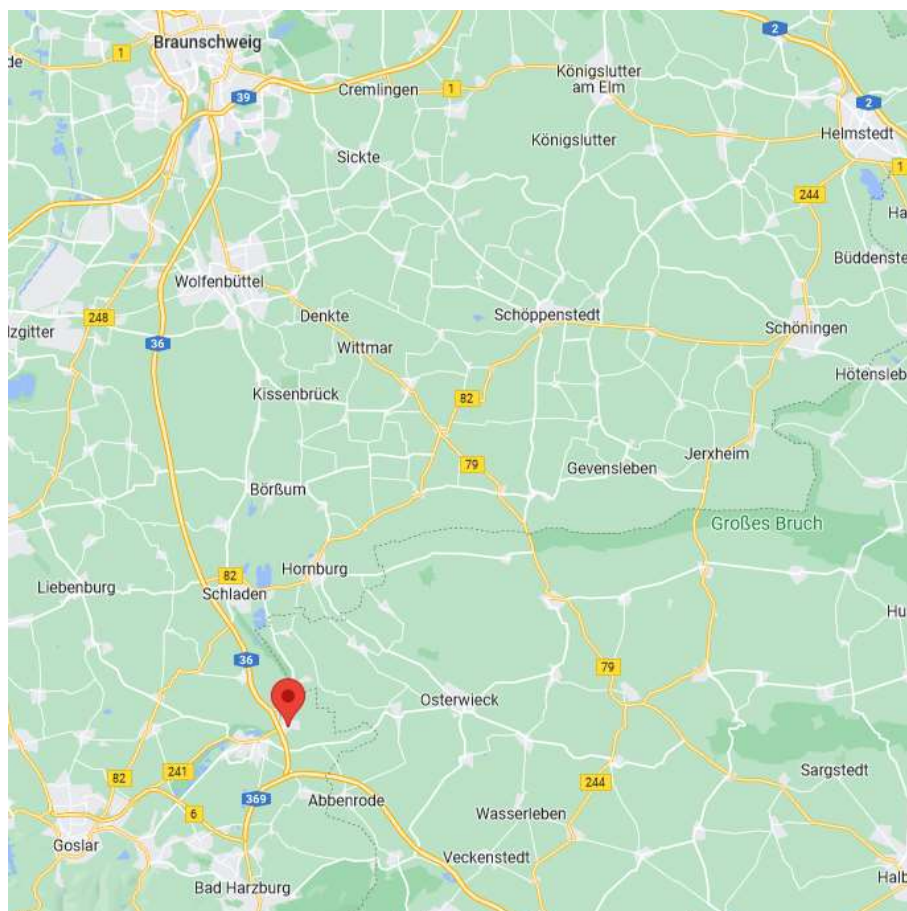 2
Braunschweig
1
de
Königslutter
am Elm
39
Cremlingen
1
2
Helmstedt
Königslutter
Sickte
1
244
Ha
Büddenste
Wolfenbüttel
248
Denkte
Schöppenstedt
Schöningen
lzgitter
36
Wittmar
Hötensleb
Kissenbrück
82
Jerxheim
79
Gevensleben
Börßum
Großes Bruch
Hornburg
82
Liebenburg
Schladen
Hu
36
79
Osterwieck
241
82
Sargstedt
244
369
Abbenrode
6
Wasserleben
Goslar
Veckenstedt
Halb
Bad Harzburg